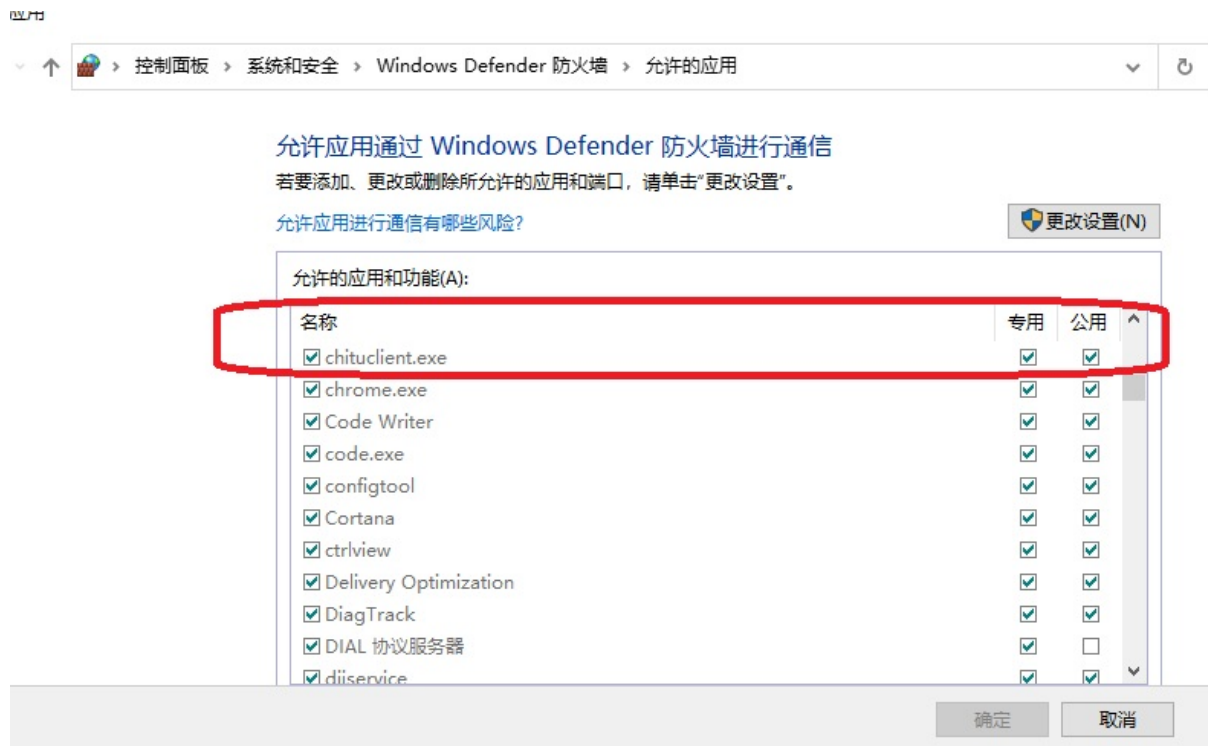 应用
控制面板 › 系统和安全 › Windows Defender 防火墙 › 允许的应用
允许应用通过 Windows Defender 防火墙进行通信
若要添加、更改或删除所允许的应用和端口，请单击“更改设置”。
允许应用进行通信有哪些风险?
更改设置(N)
允许的应用和功能(A):
名称 专用 公用
chituclient.exe
chrome.exe
Code Writer
code.exe
configtool
Cortana
ctrlview
Delivery Optimization
DiagTrack
DIAL 协议服务器
diiservice
确定 取消